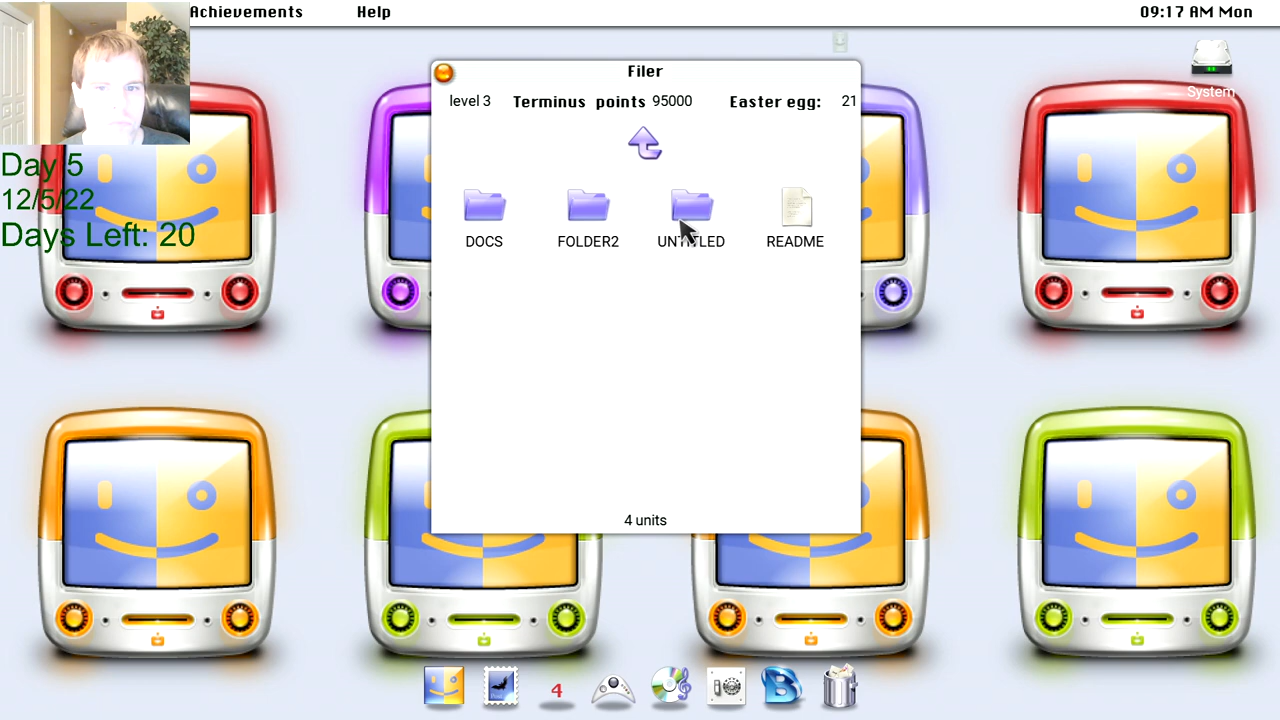 Achievements Help 09:17 AM Mon
Filer
level 3 Terminus points 95000 Easter egg: 21
System
Day 5
12/5/22
Days Left: 20
DOCS FOLDER2 UNTITLED README
4 units
4